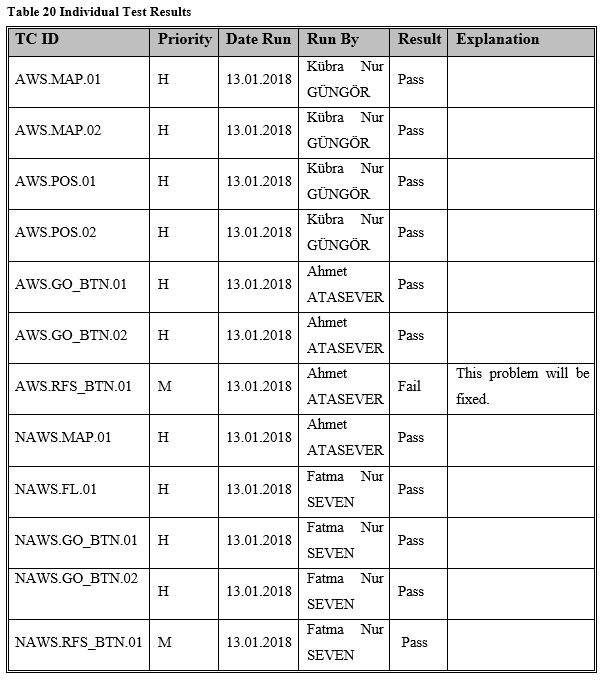 Table 20 Individual Test Results
TC ID Priority Date Run Run By Result Explanation
AWS.MAP.01 H 13.01.2018 Kübra Nur GÜNGÖR Pass
AWS.MAP.02 H 13.01.2018 Kübra Nur GÜNGÖR Pass
AWS.POS.01 H 13.01.2018 Kübra Nur GÜNGÖR Pass
AWS.POS.02 H 13.01.2018 Kübra Nur GÜNGÖR Pass
AWS.GO_BTN.01 H 13.01.2018 Ahmet ATASEVER Pass
AWS.GO_BTN.02 H 13.01.2018 Ahmet ATASEVER Pass
AWS.RFS_BTN.01 M 13.01.2018 Ahmet ATASEVER Fail This problem will be fixed.
NAWS.MAP.01 H 13.01.2018 Ahmet ATASEVER Pass
NAWS.FL.01 H 13.01.2018 Fatma Nur SEVEN Pass
NAWS.GO_BTN.01 H 13.01.2018 Fatma Nur SEVEN Pass
NAWS.GO_BTN.02 H 13.01.2018 Fatma Nur SEVEN Pass
NAWS.RFS_BTN.01 M 13.01.2018 Fatma Nur SEVEN Pass